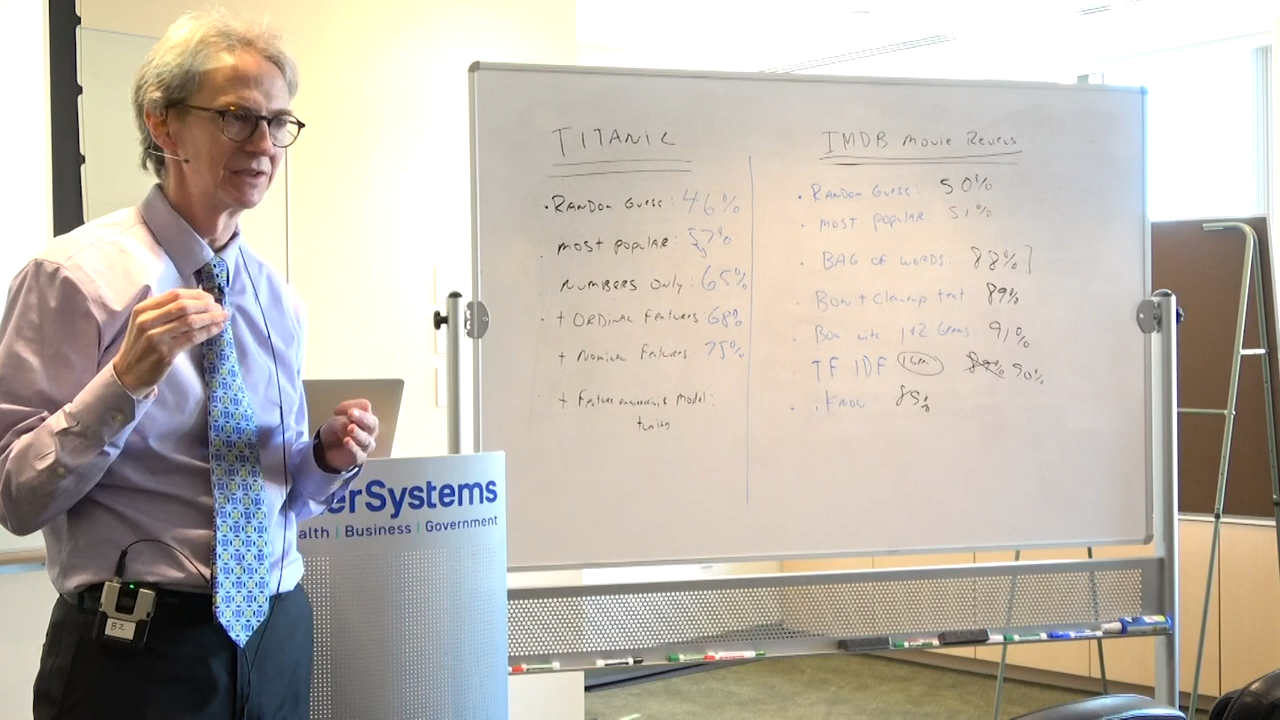 TITANIC
• RANDOM GUESS: 46%
• MOST POPULAR: 57%
NUMBERS ONLY: 65%
• + ORDINAL FEATURES 68%
• + NOMINAL FEATURES 75%
• + Feature engineering & Model
tuning
IMDB Movie Reviews
• RANDOM GUESS: 50%
• MOST POPULAR: 51%
• BAG OF WORDS: 88%]
• BOW + Cleanup text: 89%
• BOW with 1&2 Grams: 91%
TF IDF 90%
• iKnow: 85%
erSystems
alth | Business | Government
BZ